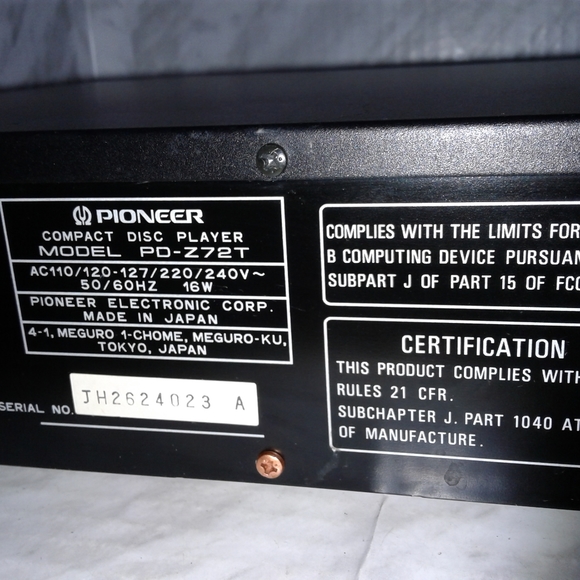 PIONEER
COMPACT DISC PLAYER
MODEL PD-Z72T
AC110/120-127/220/240V~
50/60HZ 16W
PIONEER ELECTRONIC CORP.
MADE IN JAPAN
4-1, MEGURO 1-CHOME, MEGURO-KU,
TOKYO, JAPAN
SERIAL NO. JH2624023 A
COMPLIES WITH THE LIMITS FOR
B COMPUTING DEVICE PURSUAN
SUBPART J OF PART 15 OF FC
CERTIFICATION
THIS PRODUCT COMPLIES WITH
RULES 21 CFR.
SUBCHAPTER J. PART 1040 AT
OF MANUFACTURE.